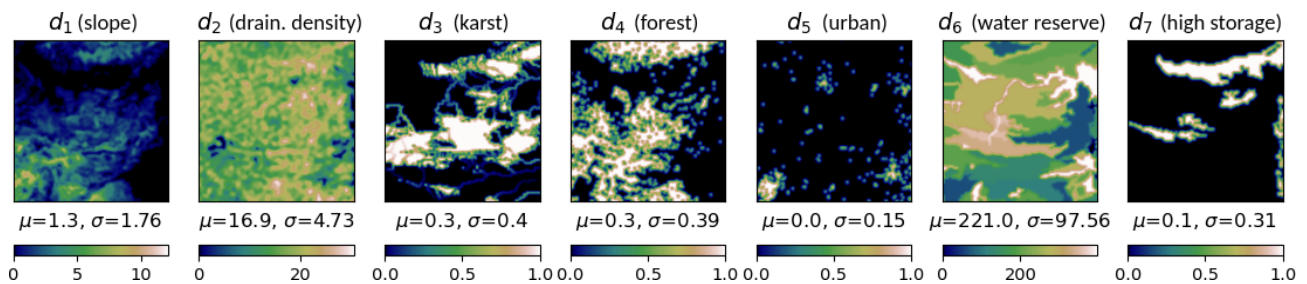 d1 (slope) d2 (drain. density) d3 (karst) d4 (forest) d5 (urban) d6 (water reserve) d7 (high storage)
μ=1.3, σ=1.76 μ=16.9, σ=4.73 μ=0.3, σ=0.4 μ=0.3, σ=0.39 μ=0.0, σ=0.15 μ=221.0, σ=97.56 μ=0.1, σ=0.31
0 5 10 0 20 0.0 0.5 1.0 0.0 0.5 1.0 0.0 0.5 1.0 0 200 0.0 0.5 1.0